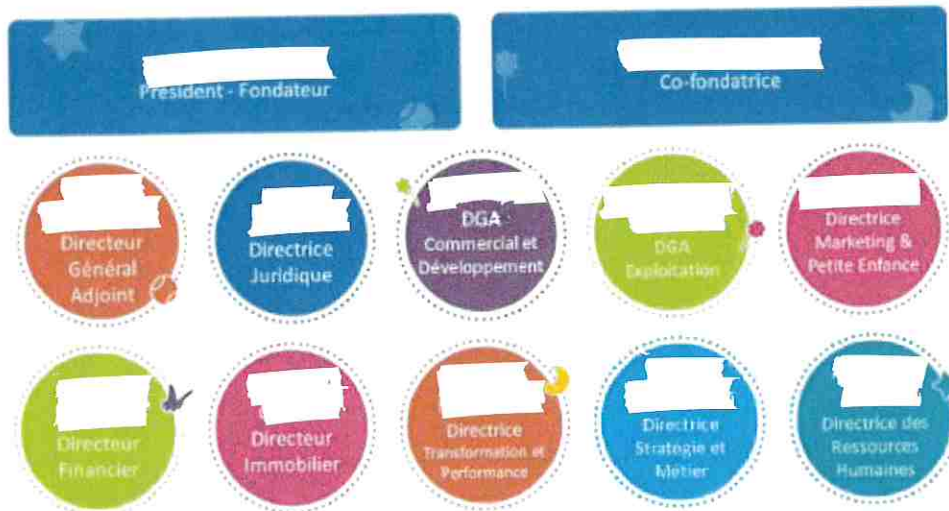 Président - Fondateur
Co-fondatrice
Directeur
Général
Adjoint
Directrice
Juridique
DGA
Commercial et
Développement
DGA
Exploitation
Directrice
Marketing &
Petite Enfance
Directeur
Financier
Directeur
Immobilier
Directrice
Transformation et
Performance
Directrice
Stratégie et
Métier
Directrice des
Ressources
Humaines